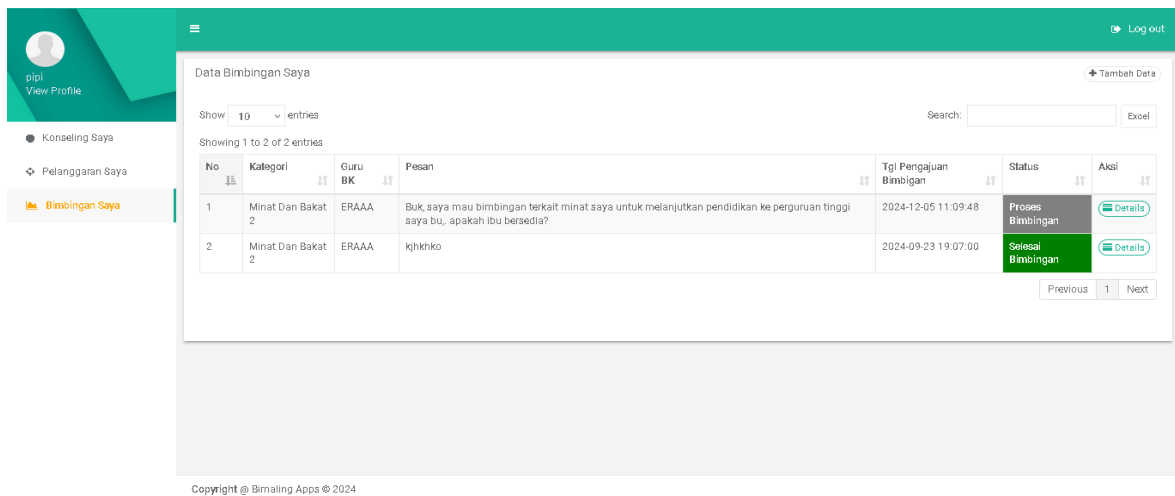 Log out
pipi
View Profile
Konseling Saya
Pelanggaran Saya
Bimbingan Saya
Data Bimbingan Saya
Tambah Data
Show 10 entries
Search:
Excel
Showing 1 to 2 of 2 entries
No Kategori Guru BK Pesan Tgl Pengajuan Bimbigan Status Aksi
1 Minat Dan Bakat 2 ERAAA Buk, saya mau bimbingan terkait minat saya untuk melanjutkan pendidikan ke perguruan tinggi
saya bu,. apakah ibu bersedia? 2024-12-05 11:09:48 Proses Bimbingan Details
2 Minat Dan Bakat 2 ERAAA kjhkhko 2024-09-23 19:07:00 Selesai Bimbingan Details
Previous 1 Next
Copyright @ Bimaling Apps © 2024